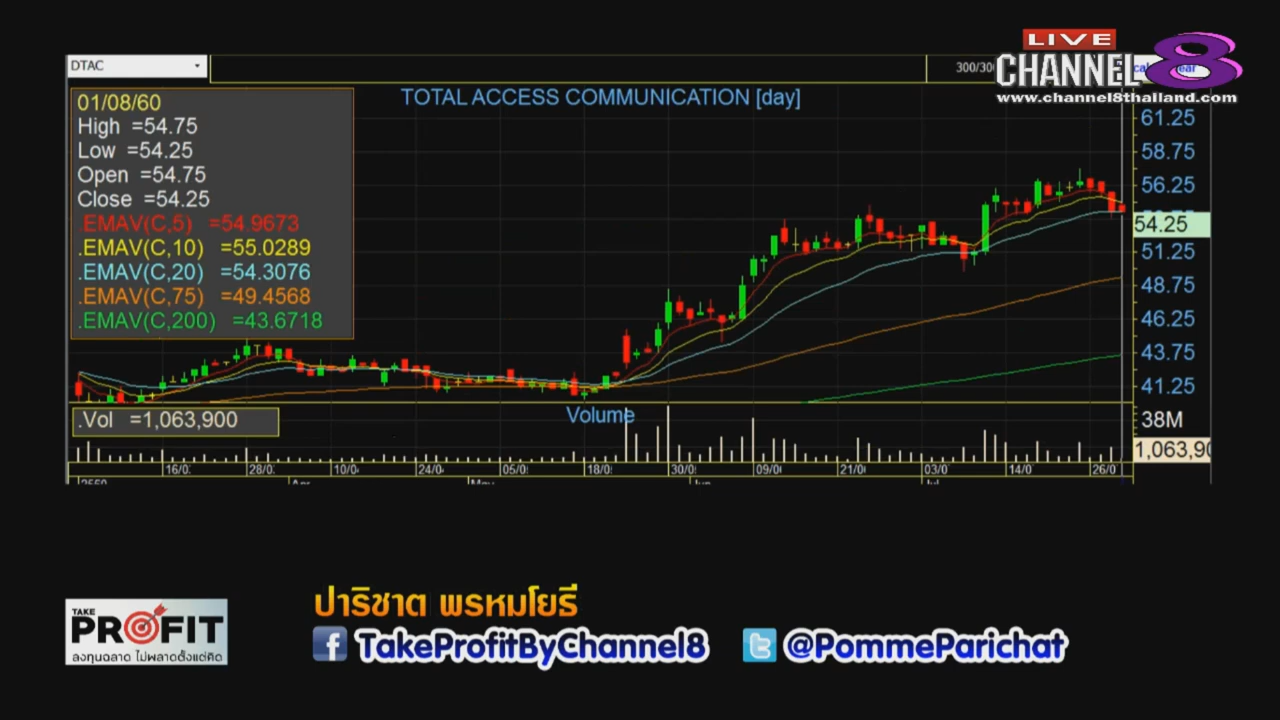 LIVE
CHANNEL 8
www.channel8thailand.com
DTAC
TOTAL ACCESS COMMUNICATION [day]
01/08/60
High =54.75
Low =54.25
Open =54.75
Close =54.25
.EMAV(C,5) =54.9673
.EMAV(C,10) =55.0289
.EMAV(C,20) =54.3076
.EMAV(C,75) =49.4568
.EMAV(C,200) =43.6718
61.25
58.75
56.25
54.25
51.25
48.75
46.25
43.75
41.25
.Vol =1,063,900
Volume
38M
16/0 28/0 10/0 24/0 05/0 18/0 30/0 09/0 21/0 03/0 14/0 26/0
TAKE
PROFIT
ลงทุนฉลาด ไม่พลาดตั้งแต่คิด
ปาริชาต พรหมโยธี
TakeProfitByChannel8
@PommeParichat